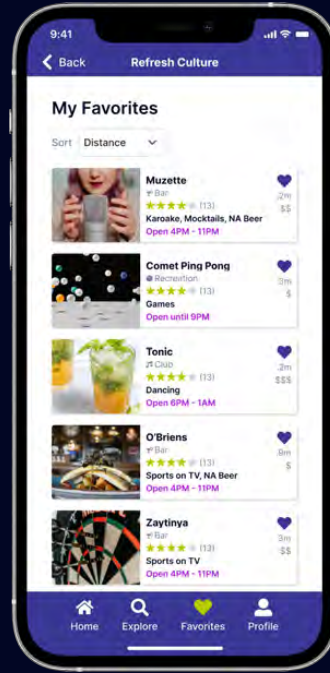 9:41
Back Refresh Culture
My Favorites
Sort Distance
Muzette
Bar
(13)
Karoake, Mocktails, NA Beer
Open 4PM - 11PM
.2m
$$
Comet Ping Pong
Recreation
(13)
Games
Open until 9PM
$
Tonic
Club
(13)
Dancing
Open 6PM - 1AM
.2m
$$$
O'Briens
Bar
(13)
Sports on TV, NA Beer
Open 4PM - 11PM
.9m
$
Zaytinya
Bar
(13)
Sports on TV
Open 4PM - 11PM
3m
$$
Home Explore Favorites Profile